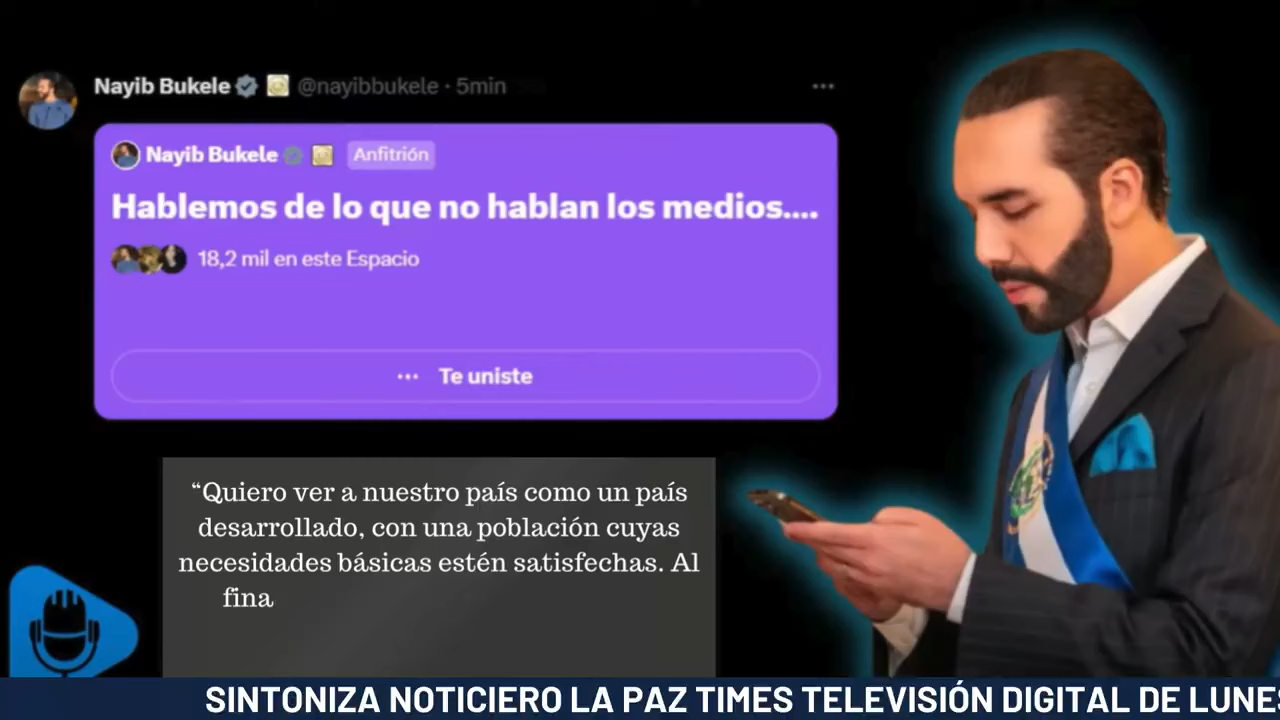 Nayib Bukele @nayibbukele · 5min
Nayib Bukele Anfitrión
Hablemos de lo que no hablan los medios....
18,2 mil en este Espacio
··· Te uniste
“Quiero ver a nuestro país como un país
desarrollado, con una población cuyas
necesidades básicas estén satisfechas. Al
fina
SINTONIZA NOTICIERO LA PAZ TIMES TELEVISIÓN DIGITAL DE LUNES